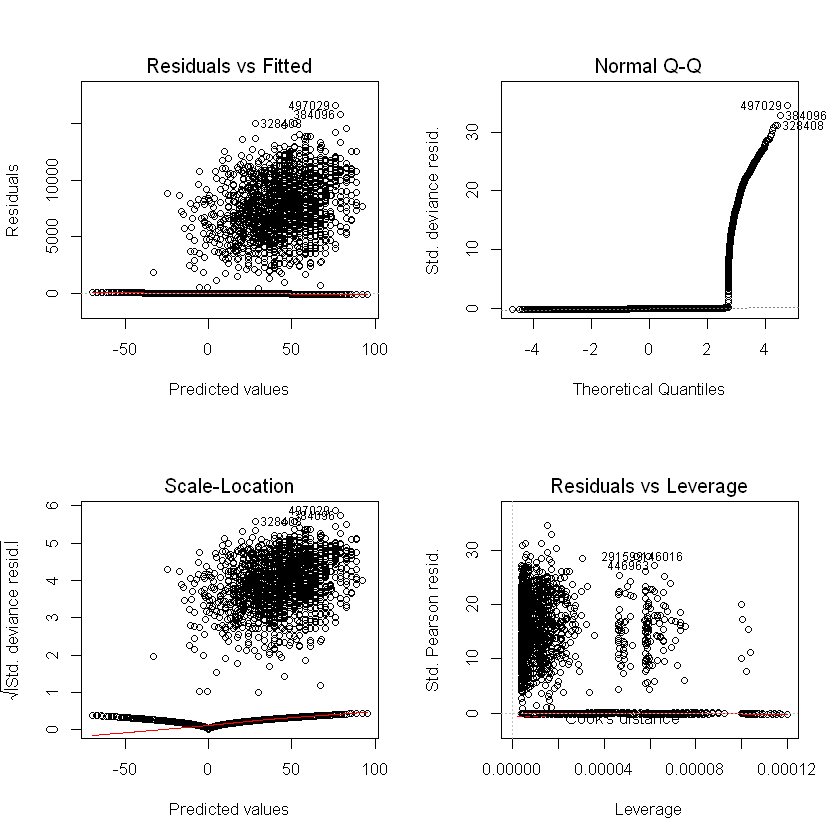 Residuals vs Fitted
Residuals
0 5000 10000
497029
384096
328408
-50 0 50 100
Predicted values
Normal Q-Q
Std. deviance resid.
0 10 20 30
497029
384096
328408
-4 -2 0 2 4
Theoretical Quantiles
Scale-Location
√|Std. deviance resid.|
0 1 2 3 4 5 6
497029
384096
328408
-50 0 50 100
Predicted values
Residuals vs Leverage
Std. Pearson resid.
0 10 20 30
446963
Cook's distance
0.00000 0.00004 0.00008 0.00012
Leverage